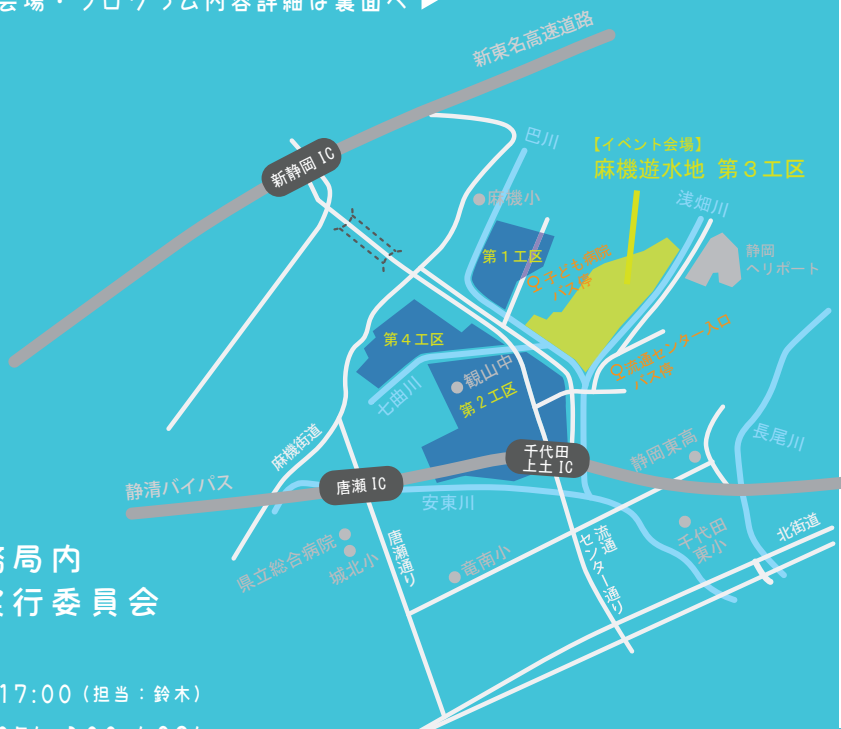 会場・プログラム内容詳細は裏面へ ▶
新東名高速道路
新静岡 IC
巴川
【イベント会場】
麻機遊水地 第３工区
麻機小
浅畑川
静岡
ヘリポート
第１工区
子ども病院
バス停
第４工区
流通センター入口
バス停
観山中
七曲川
第２工区
麻機街道
千代田
上土 IC
静岡東高
長尾川
静清バイパス
唐瀬 IC
安東川
県立総合病院
城北小
唐瀬通り
竜南小
流通
センター通り
千代田
東小
北街道
局内
行委員会
17:00（担当：鈴木）